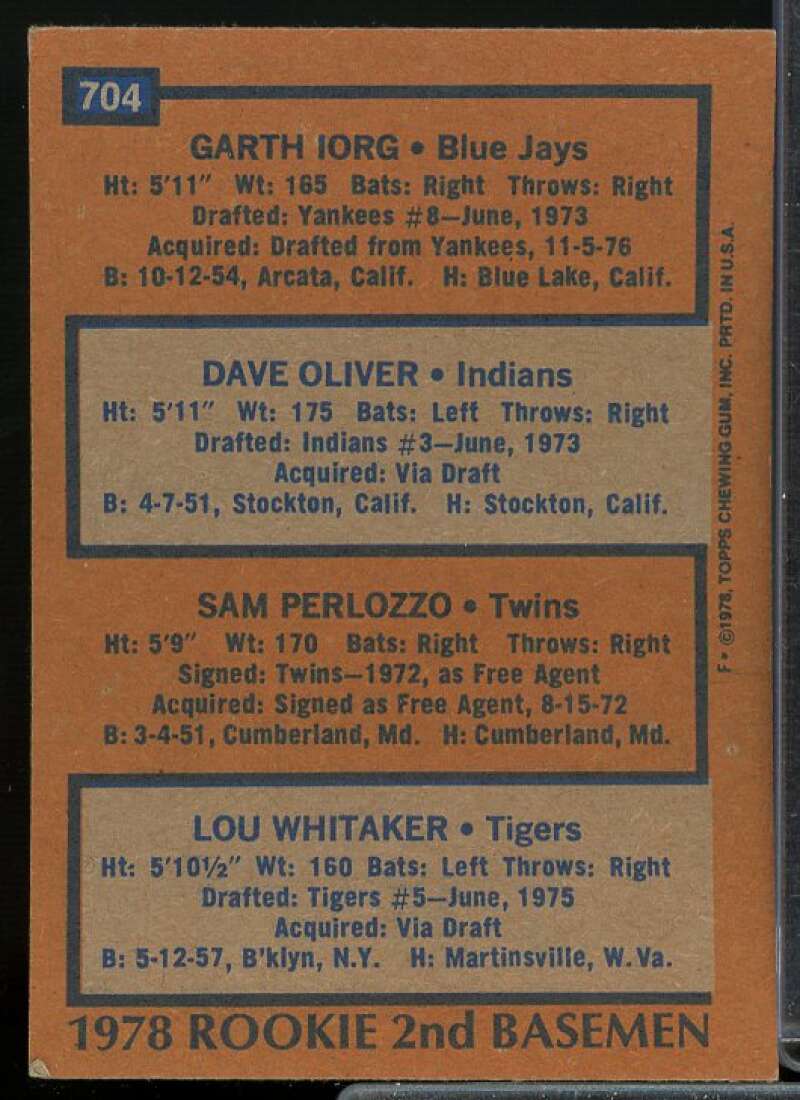 704
GARTH IORG • Blue Jays
Ht: 5'11" Wt: 165 Bats: Right Throws: Right
Drafted: Yankees #8—June, 1973
Acquired: Drafted from Yankees, 11-5-76
B: 10-12-54, Arcata, Calif. H: Blue Lake, Calif.
DAVE OLIVER • Indians
Ht: 5'11" Wt: 175 Bats: Left Throws: Right
Drafted: Indians #3—June, 1973
Acquired: Via Draft
B: 4-7-51, Stockton, Calif. H: Stockton, Calif.
SAM PERLOZZO • Twins
Ht: 5'9" Wt: 170 Bats: Right Throws: Right
Signed: Twins—1972, as Free Agent
Acquired: Signed as Free Agent, 8-15-72
B: 3-4-51, Cumberland, Md. H: Cumberland, Md.
LOU WHITAKER • Tigers
Ht: 5'10½" Wt: 160 Bats: Left Throws: Right
Drafted: Tigers #5—June, 1975
Acquired: Via Draft
B: 5-12-57, B'klyn, N.Y. H: Martinsville, W.Va.
1978 ROOKIE 2nd BASEMEN
F* ©1978, TOPPS CHEWING GUM, INC. PRTD. IN U.S.A.